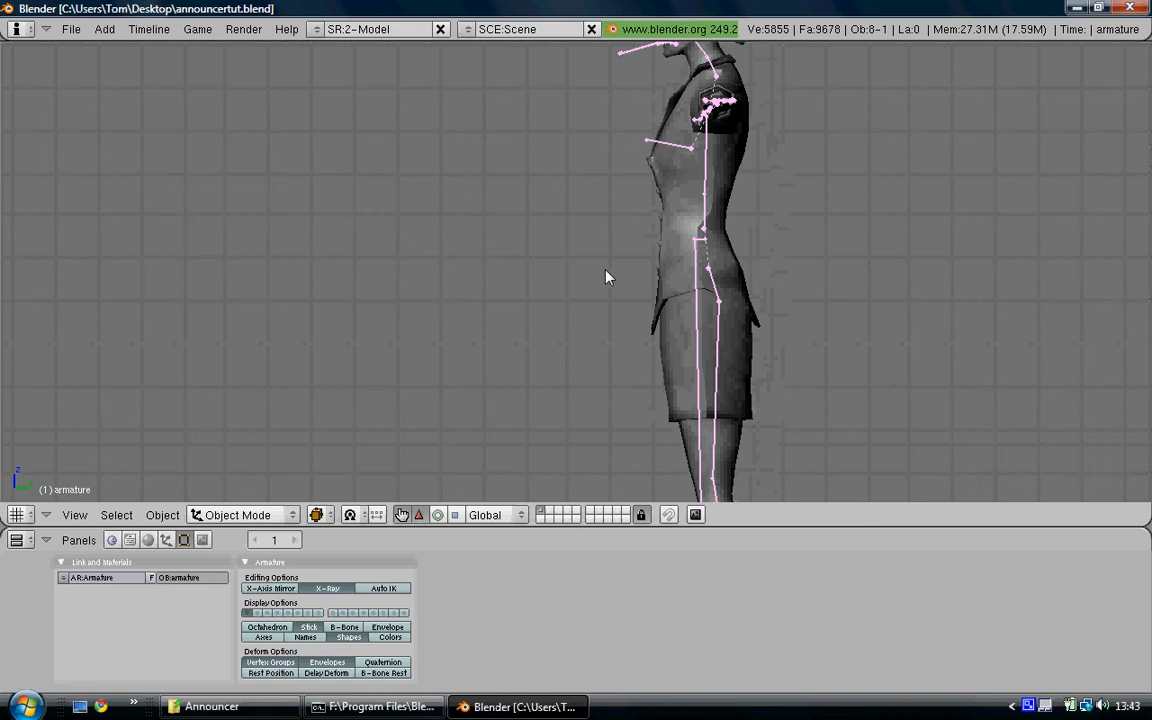 Blender [C:\Users\Tom\Desktop\announcertut.blend]
File Add Timeline Game Render Help SR:2-Model SCE:Scene www.blender.org 249.2 Ve:5855 | Fa:9678 | Ob:8-1 | La:0 | Mem:27.31M (17.59M) | Time: | armature
z
(1) armature
View Select Object Object Mode Global
Panels 1
Link and Materials Armature
AR:Armature F OB:armature
Editing Options
X-Axis Mirror X-Ray Auto IK
Display Options
Octahedron Stick B-Bone Envelope
Axes Names Shapes Colors
Deform Options
Vertex Groups Envelopes Quaternion
Rest Position Delay Deform B-Bone Rest
Announcer F:\Program Files\Ble... Blender [C:\Users\T... 13:43